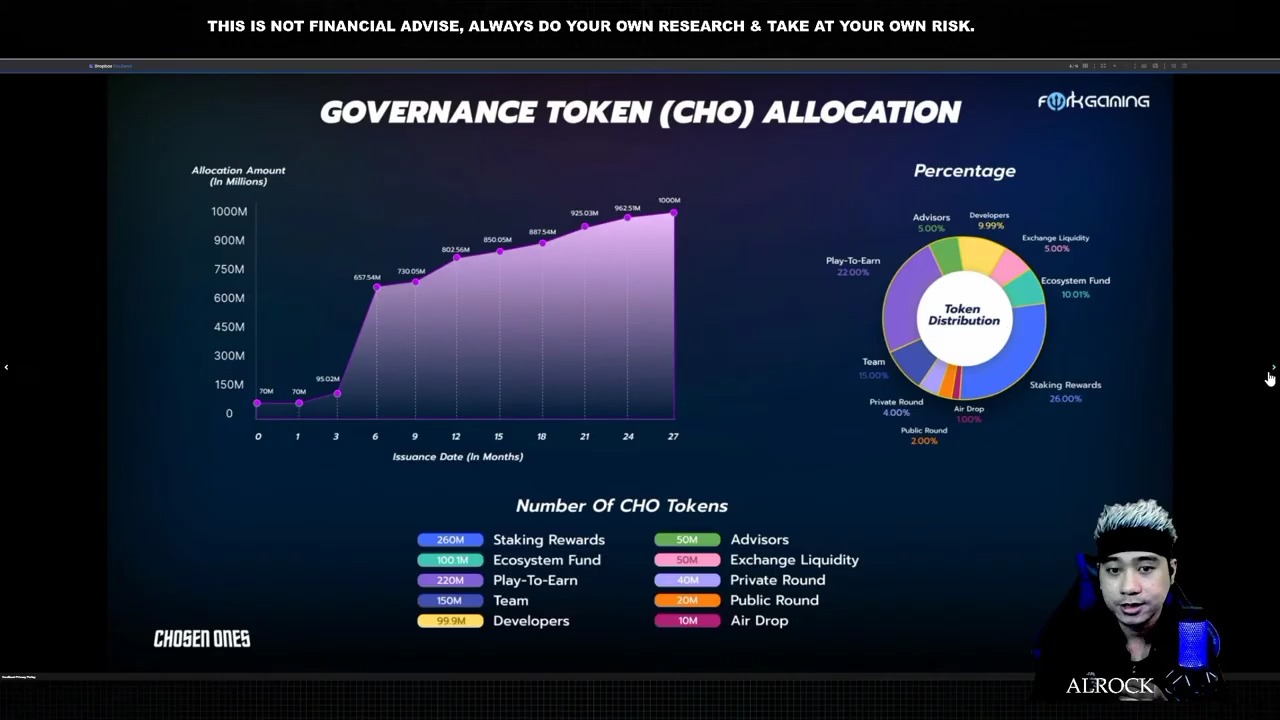 THIS IS NOT FINANCIAL ADVISE, ALWAYS DO YOUR OWN RESEARCH & TAKE AT YOUR OWN RISK.
Dropbox
GOVERNANCE TOKEN (CHO) ALLOCATION
FORKGAMING
Allocation Amount
(In Millions)
1000M
900M
750M
600M
450M
300M
150M
0
70M
70M
95.02M
657.54M
730.05M
802.56M
850.05M
887.54M
925.03M
962.51M
1000M
0 1 3 6 9 12 15 18 21 24 27
Issuance Date (In Months)
Percentage
Advisors
5.00%
Developers
9.99%
Exchange Liquidity
5.00%
Play-To-Earn
22.00%
Ecosystem Fund
10.01%
Token
Distribution
Team
15.00%
Staking Rewards
26.00%
Private Round
4.00%
Air Drop
1.00%
Public Round
2.00%
Number Of CHO Tokens
260M Staking Rewards
100.1M Ecosystem Fund
220M Play-To-Earn
150M Team
99.9M Developers
50M Advisors
50M Exchange Liquidity
40M Private Round
20M Public Round
10M Air Drop
CHOSEN ONES
ALROCK